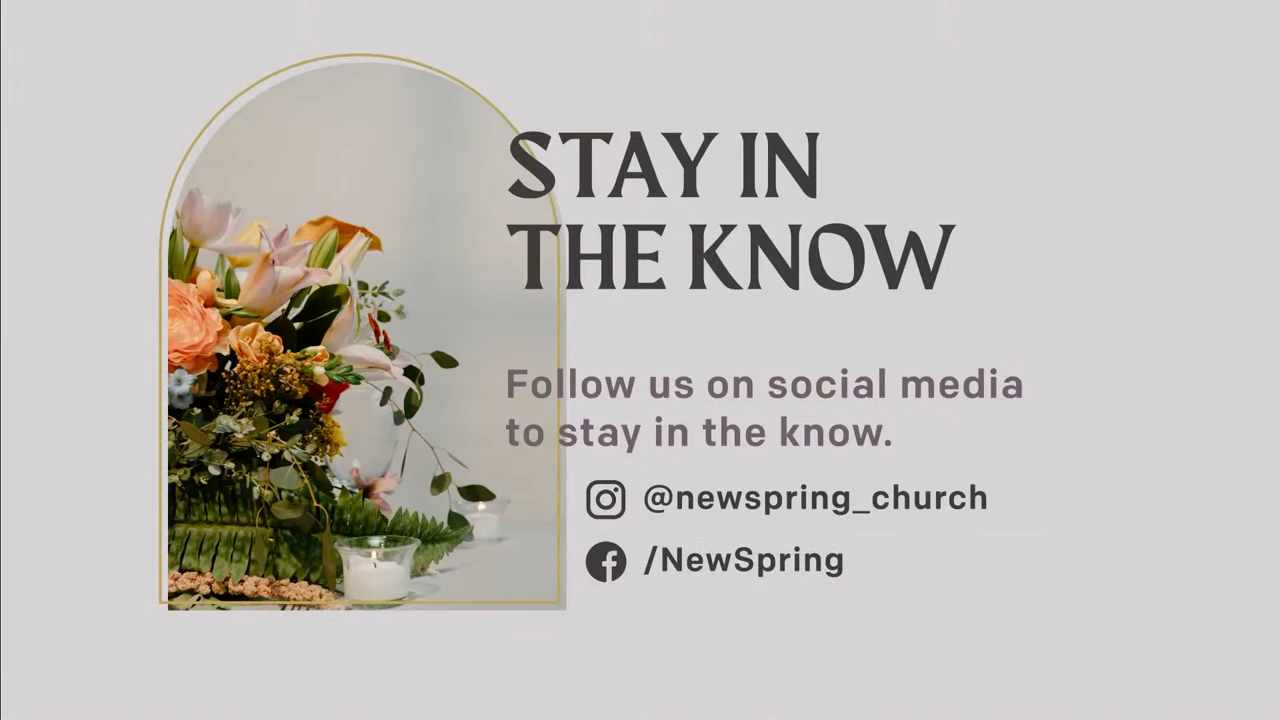 STAY IN
THE KNOW
Follow us on social media
to stay in the know.
@newspring_church
/NewSpring